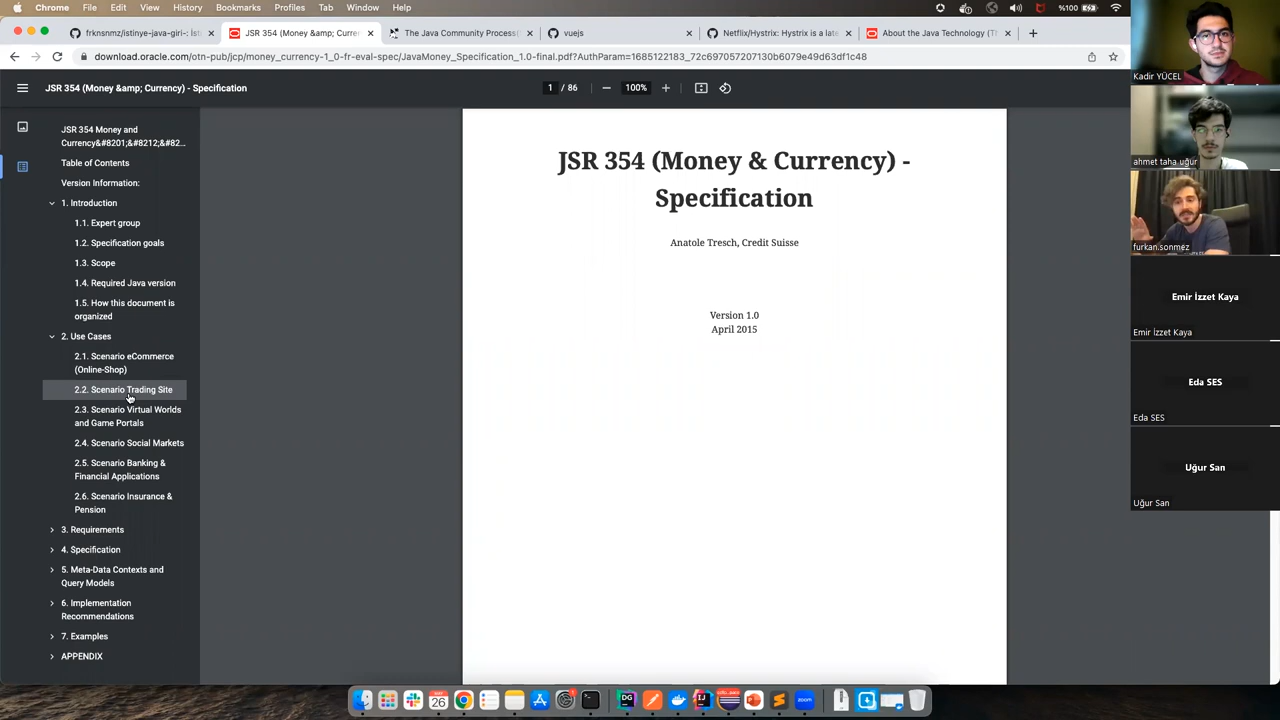 Chrome File Edit View History Bookmarks Profiles Tab Window Help
%100
frknsnmz/istinye-java-giri-: İst
JSR 354 (Money &amp; Currency
The Java Community Process(
vuejs
Netflix/Hystrix: Hystrix is a late
About the Java Technology (T
download.oracle.com/otn-pub/jcp/money_currency-1_0-fr-eval-spec/JavaMoney_Specification_1.0-final.pdf?AuthParam=1685122183_72c697057207130b6079e49d63df1c48
JSR 354 (Money &amp; Currency) - Specification
1 / 86
100%
JSR 354 Money and
Currency&#8201;&#8212;&#82...
Table of Contents
Version Information:
1. Introduction
1.1. Expert group
1.2. Specification goals
1.3. Scope
1.4. Required Java version
1.5. How this document is
organized
2. Use Cases
2.1. Scenario eCommerce
(Online-Shop)
2.2. Scenario Trading Site
2.3. Scenario Virtual Worlds
and Game Portals
2.4. Scenario Social Markets
2.5. Scenario Banking &
Financial Applications
2.6. Scenario Insurance &
Pension
3. Requirements
4. Specification
5. Meta-Data Contexts and
Query Models
6. Implementation
Recommendations
7. Examples
APPENDIX
JSR 354 (Money & Currency) -
Specification
Anatole Tresch, Credit Suisse
Version 1.0
April 2015
Kadir YÜCEL
ahmet taha uğur
furkan.sonmez
Emir İzzet Kaya
Emir İzzet Kaya
Eda SES
Eda SES
Uğur San
Uğur San
26
DG
IJ
zoom